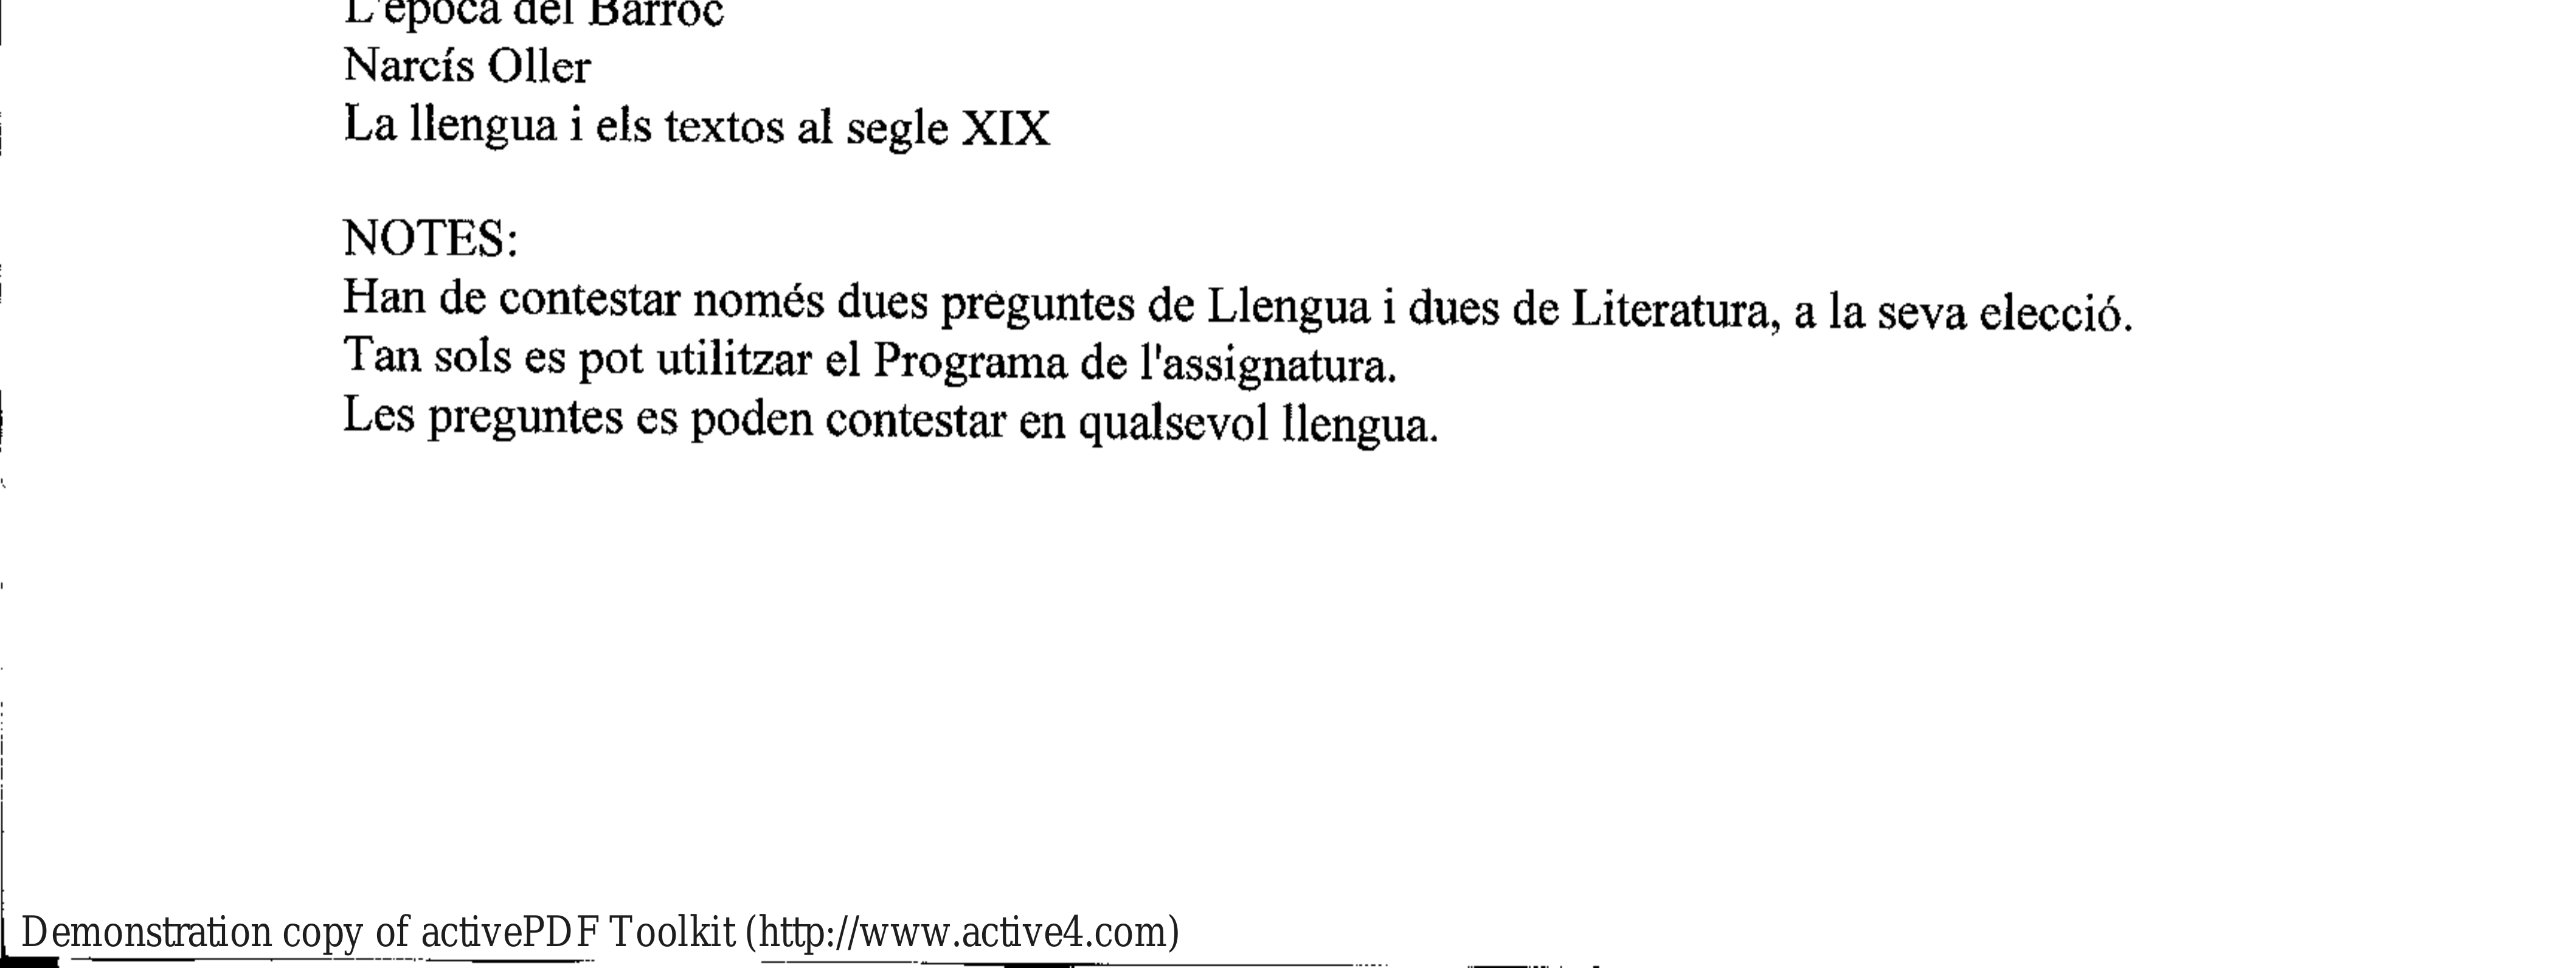 L'època del Barroc
Narcís Oller
La llengua i els textos al segle XIX
NOTES:
Han de contestar només dues preguntes de Llengua i dues de Literatura, a la seva elecció.
Tan sols es pot utilitzar el Programa de l'assignatura.
Les preguntes es poden contestar en qualsevol llengua.
Demonstration copy of activePDF Toolkit (http://www.active4.com)